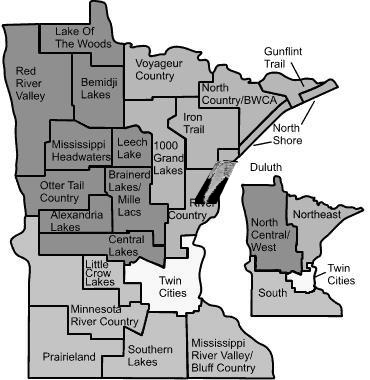 Lake Of
The Woods
Voyageur
Country
Gunflint
Trail
Red
River
Valley
Bemidji
Lakes
North
Country/BWCA
Iron
Trail
North
Shore
Mississippi
Headwaters
Leech
Lake
1000
Grand
Lakes
Duluth
Otter Tail
Country
Brainerd
Lakes/
Mille
Lacs
River
Country
Alexandria
Lakes
Central
Lakes
North
Central/
West
Northeast
Little
Crow
Lakes
Twin
Cities
Twin
Cities
South
Minnesota
River Country
Prairieland
Southern
Lakes
Mississippi
River Valley/
Bluff Country